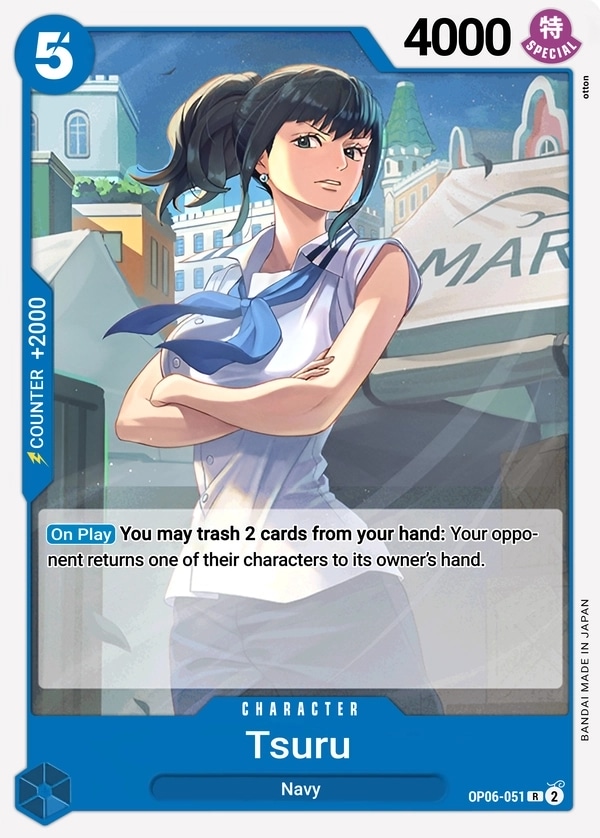 5
4000
特
SPECIAL
otton
MAR
COUNTER +2000
On Play You may trash 2 cards from your hand: Your oppo-
nent returns one of their characters to its owner's hand.
BANDAI MADE IN JAPAN
CHARACTER
Tsuru
Navy
OP06-051 R 2